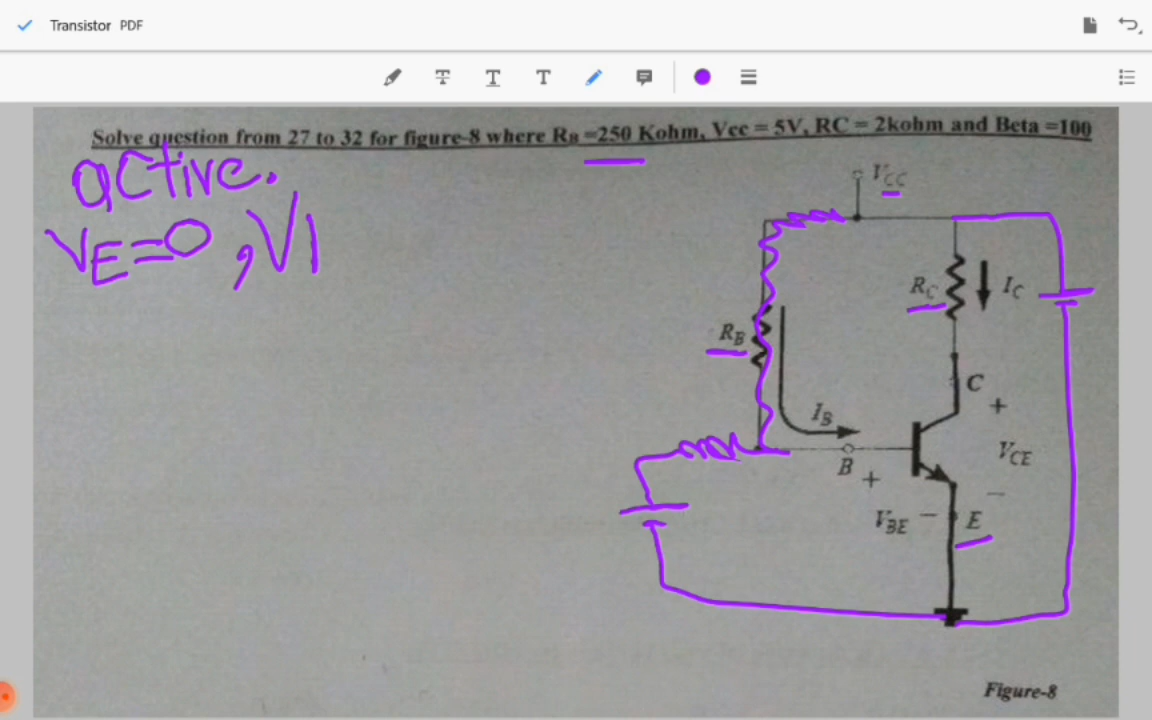 Transistor PDF
Solve question from 27 to 32 for figure-8 where RB =250 Kohm, Vcc = 5V, RC = 2kohm and Beta =100
active.
VE=0, V1
VCC
RC
IC
RB
C
+
IB
VCE
B
+
VBE
−
−
E
Figure-8